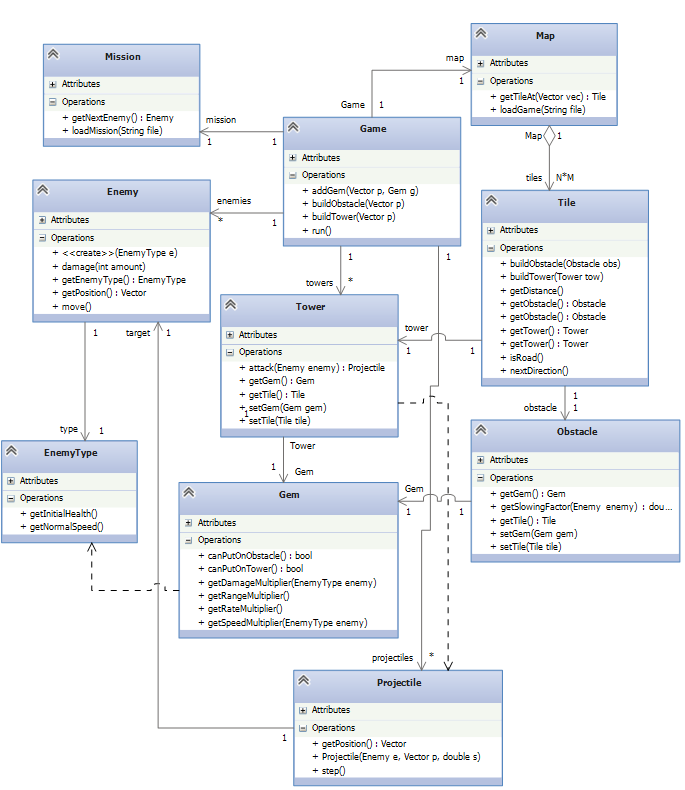 Mission
Attributes
Operations
+ getNextEnemy() : Enemy
+ loadMission(String file)
Map
Attributes
Operations
+ getTileAt(Vector vec) : Tile
+ loadGame(String file)
map
1
Game
1
mission
1
1
Game
Attributes
Operations
+ addGem(Vector p, Gem g)
+ buildObstacle(Vector p)
+ buildTower(Vector p)
+ run()
Map
1
tiles
N*M
Enemy
Attributes
Operations
+ <<create>>(EnemyType e)
+ damage(int amount)
+ getEnemyType() : EnemyType
+ getPosition() : Vector
+ move()
enemies
*
1
Tile
Attributes
Operations
+ buildObstacle(Obstacle obs)
+ buildTower(Tower tow)
+ getDistance()
+ getObstacle() : Obstacle
+ getObstacle() : Obstacle
+ getTower() : Tower
+ getTower() : Tower
+ isRoad()
+ nextDirection()
1
1
towers
*
Tower
Attributes
Operations
+ attack(Enemy enemy) : Projectile
+ getGem() : Gem
+ getTile() : Tile
+ setGem(Gem gem)
1
+ setTile(Tile tile)
tower
1
1
1
target
1
type
1
1
obstacle
1
EnemyType
Attributes
Operations
+ getInitialHealth()
+ getNormalSpeed()
Tower
1
Gem
Obstacle
Attributes
Operations
+ getGem() : Gem
+ getSlowingFactor(Enemy enemy) : dou...
+ getTile() : Tile
+ setGem(Gem gem)
+ setTile(Tile tile)
Gem
1
1
Gem
Attributes
Operations
+ canPutOnObstacle() : bool
+ canPutOnTower() : bool
+ getDamageMultiplier(EnemyType enemy)
+ getRangeMultiplier()
+ getRateMultiplier()
+ getSpeedMultiplier(EnemyType enemy)
projectiles
*
Projectile
Attributes
Operations
+ getPosition() : Vector
+ Projectile(Enemy e, Vector p, double s)
+ step()
1